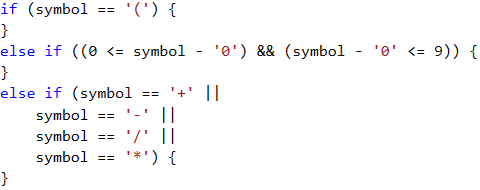 if (symbol == '(') {
}
else if ((0 <= symbol - '0') && (symbol - '0' <= 9)) {
}
else if (symbol == '+' ||
    symbol == '-' ||
    symbol == '/' ||
    symbol == '*') {
}